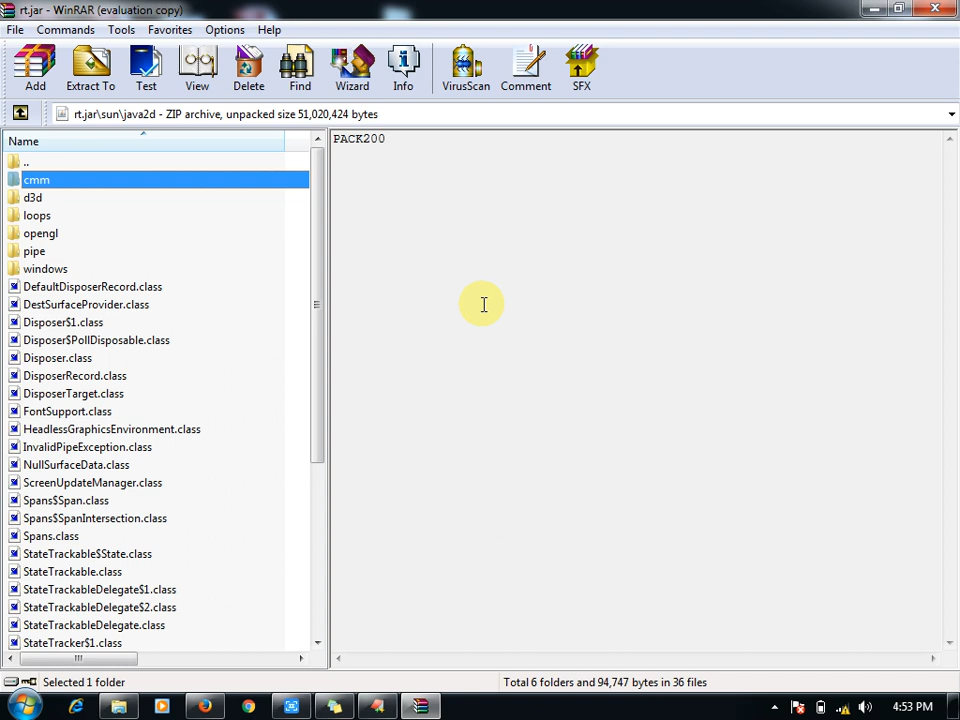 rt.jar - WinRAR (evaluation copy)
File Commands Tools Favorites Options Help
Add Extract To Test View Delete Find Wizard Info VirusScan Comment SFX
rt.jar\sun\java2d - ZIP archive, unpacked size 51,020,424 bytes
Name
PACK200
..
cmm
d3d
loops
opengl
pipe
windows
DefaultDisposerRecord.class
DestSurfaceProvider.class
Disposer$1.class
Disposer$PollDisposable.class
Disposer.class
DisposerRecord.class
DisposerTarget.class
FontSupport.class
HeadlessGraphicsEnvironment.class
InvalidPipeException.class
NullSurfaceData.class
ScreenUpdateManager.class
Spans$Span.class
Spans$SpanIntersection.class
Spans.class
StateTrackable$State.class
StateTrackable.class
StateTrackableDelegate$1.class
StateTrackableDelegate$2.class
StateTrackableDelegate.class
StateTracker$1.class
Selected 1 folder
Total 6 folders and 94,747 bytes in 36 files
4:53 PM